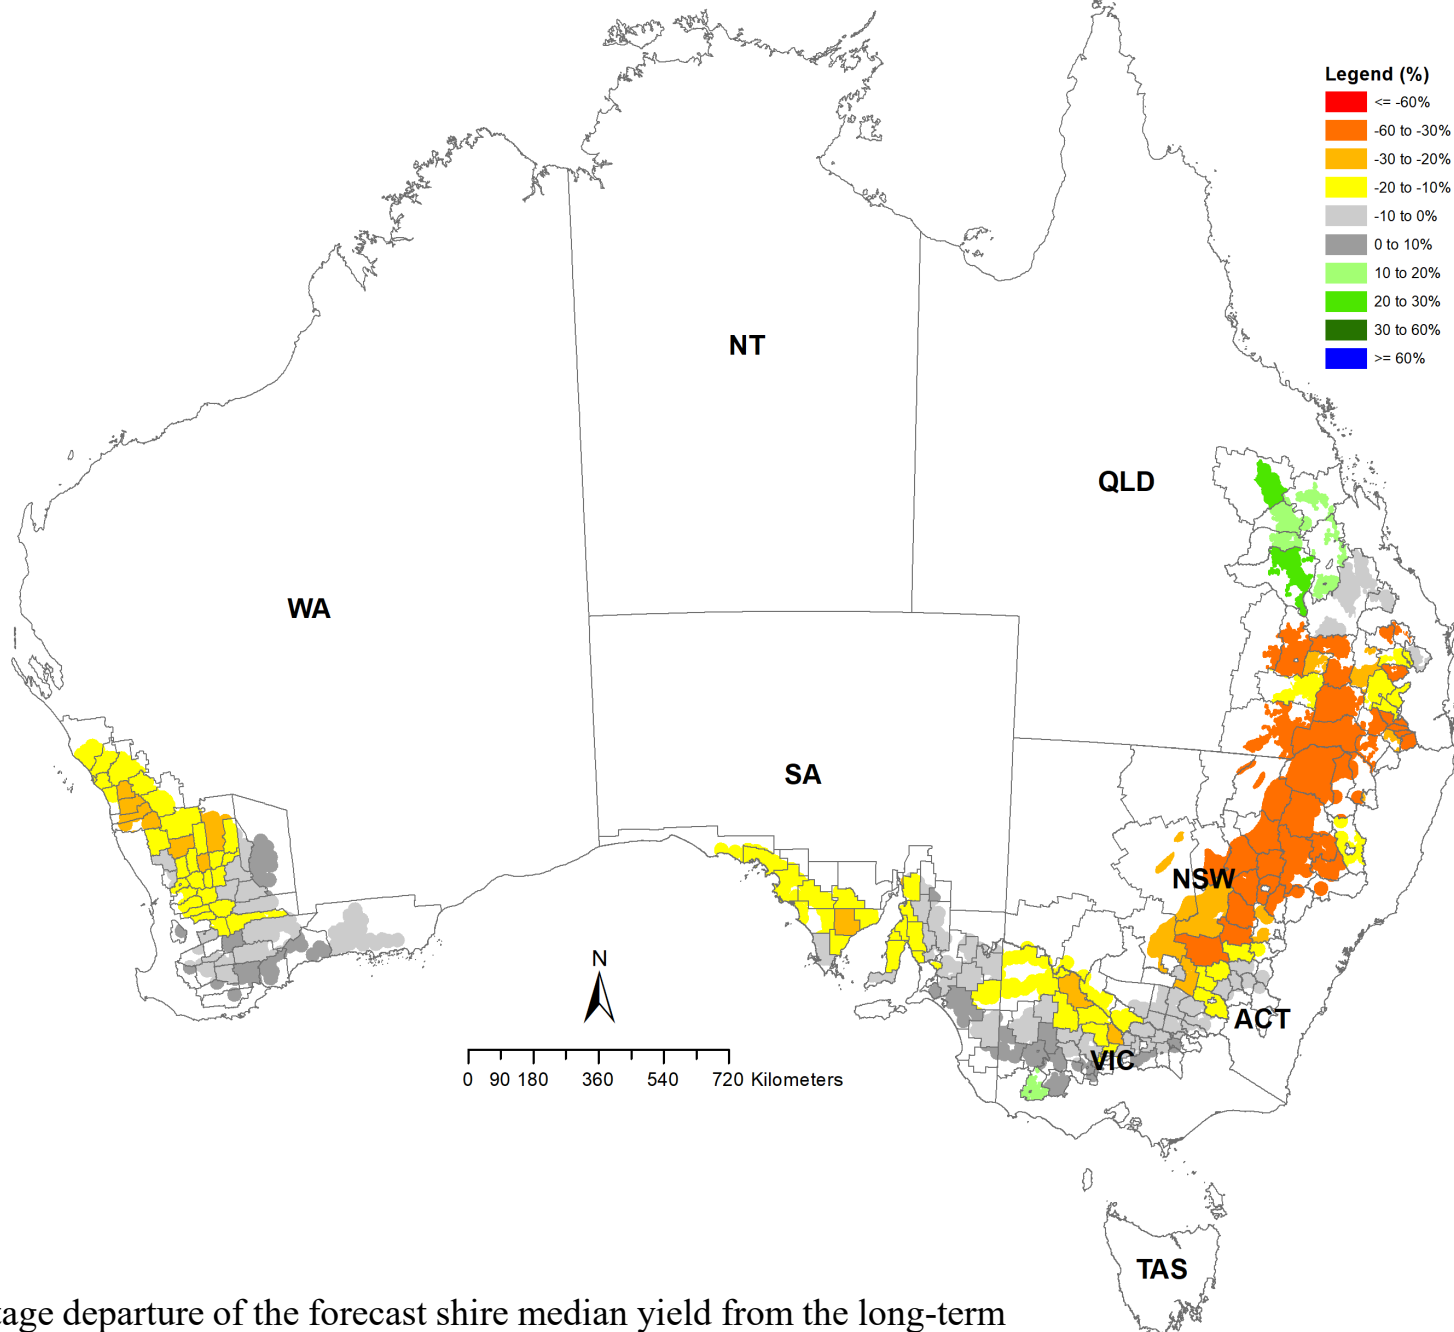 Legend (%)
<= -60%
-60 to -30%
-30 to -20%
-20 to -10%
-10 to 0%
0 to 10%
10 to 20%
20 to 30%
30 to 60%
>= 60%
NT
QLD
WA
SA
NSW
N
ACT
VIC
0 90 180 360 540 720 Kilometers
TAS
departure of the forecast shire median yield from the long-term